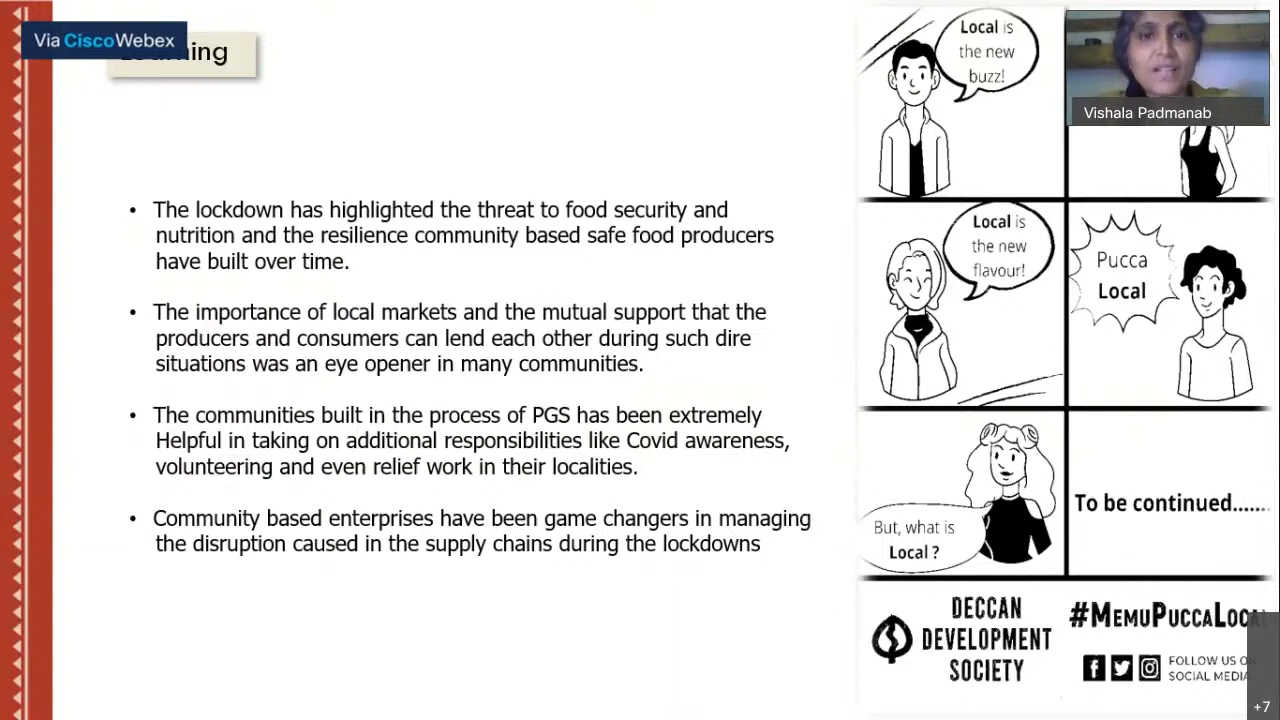 Via CiscoWebex
Learning
• The lockdown has highlighted the threat to food security and
nutrition and the resilience community based safe food producers
have built over time.
• The importance of local markets and the mutual support that the
producers and consumers can lend each other during such dire
situations was an eye opener in many communities.
• The communities built in the process of PGS has been extremely
Helpful in taking on additional responsibilities like Covid awareness,
volunteering and even relief work in their localities.
• Community based enterprises have been game changers in managing
the disruption caused in the supply chains during the lockdowns
Local is
the new
buzz!
Vishala Padmanab
Local is
the new
flavour!
Pucca
Local
But, what is
Local ?
To be continued......
DECCAN
DEVELOPMENT
SOCIETY
#MEMUPUCCALOCAL
FOLLOW US ON
SOCIAL MEDIA
+7